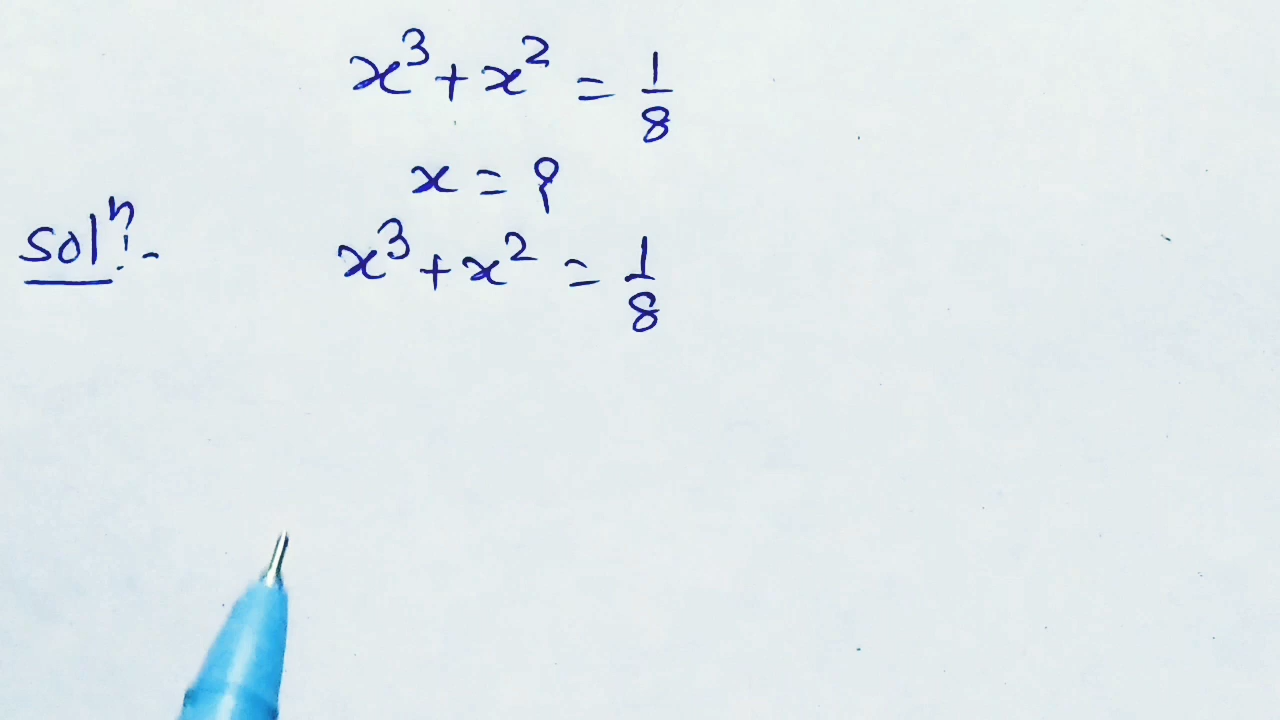 x³+x² = 1/8
x = ?
Solⁿ:- x³+x² = 1/8